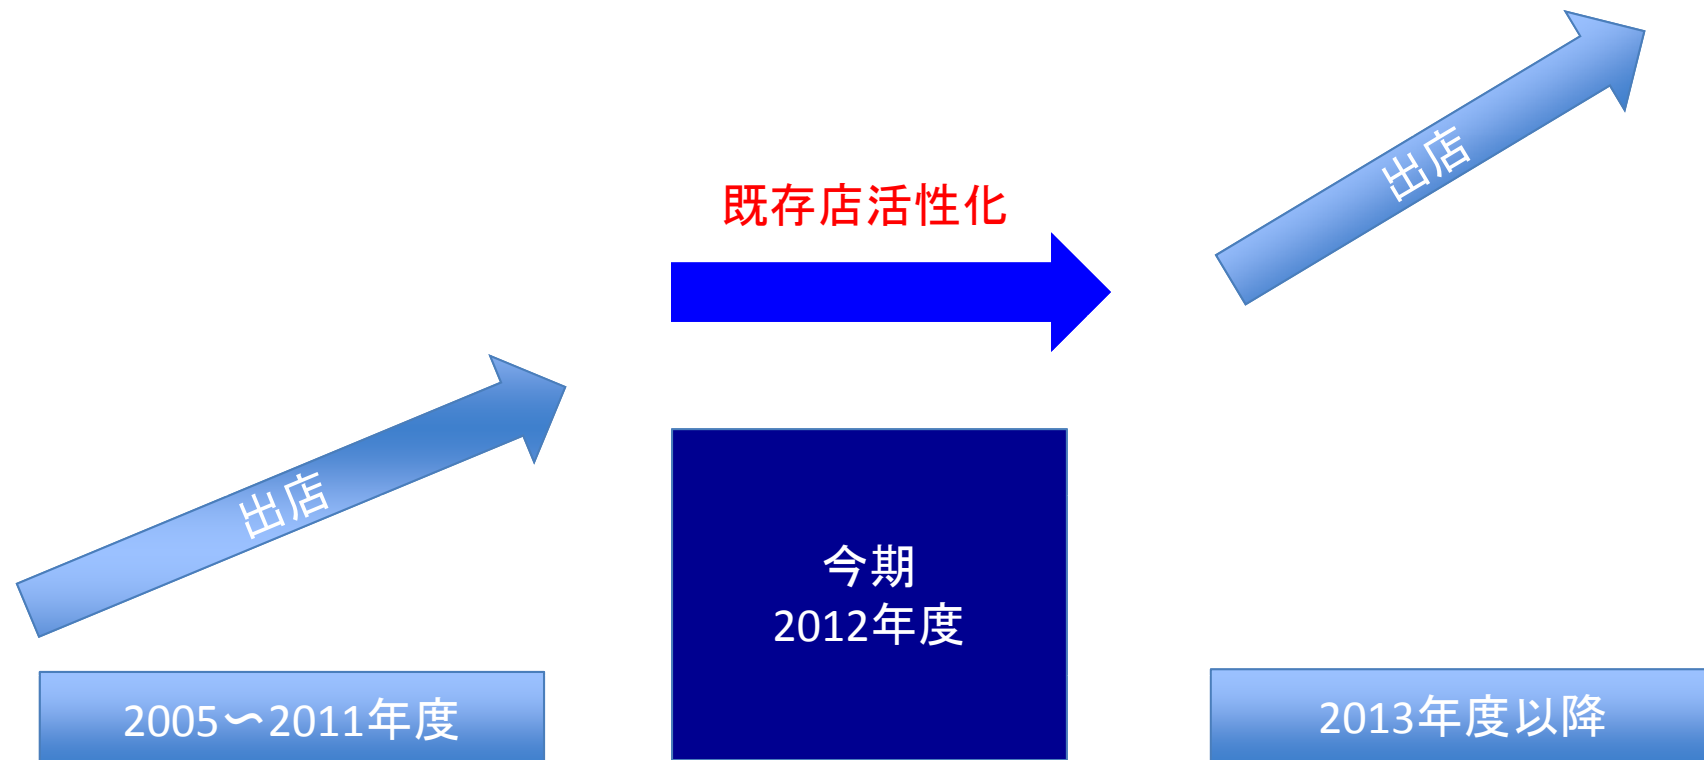 出店
既存店活性化
出店
今期
2012年度
2005～2011年度
2013年度以降